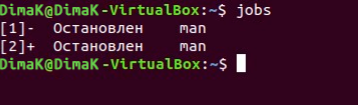 DimaK@DimaK-VirtualBox:~$ jobs
[1]-  Остановлен    man
[2]+  Остановлен    man
DimaK@DimaK-VirtualBox:~$